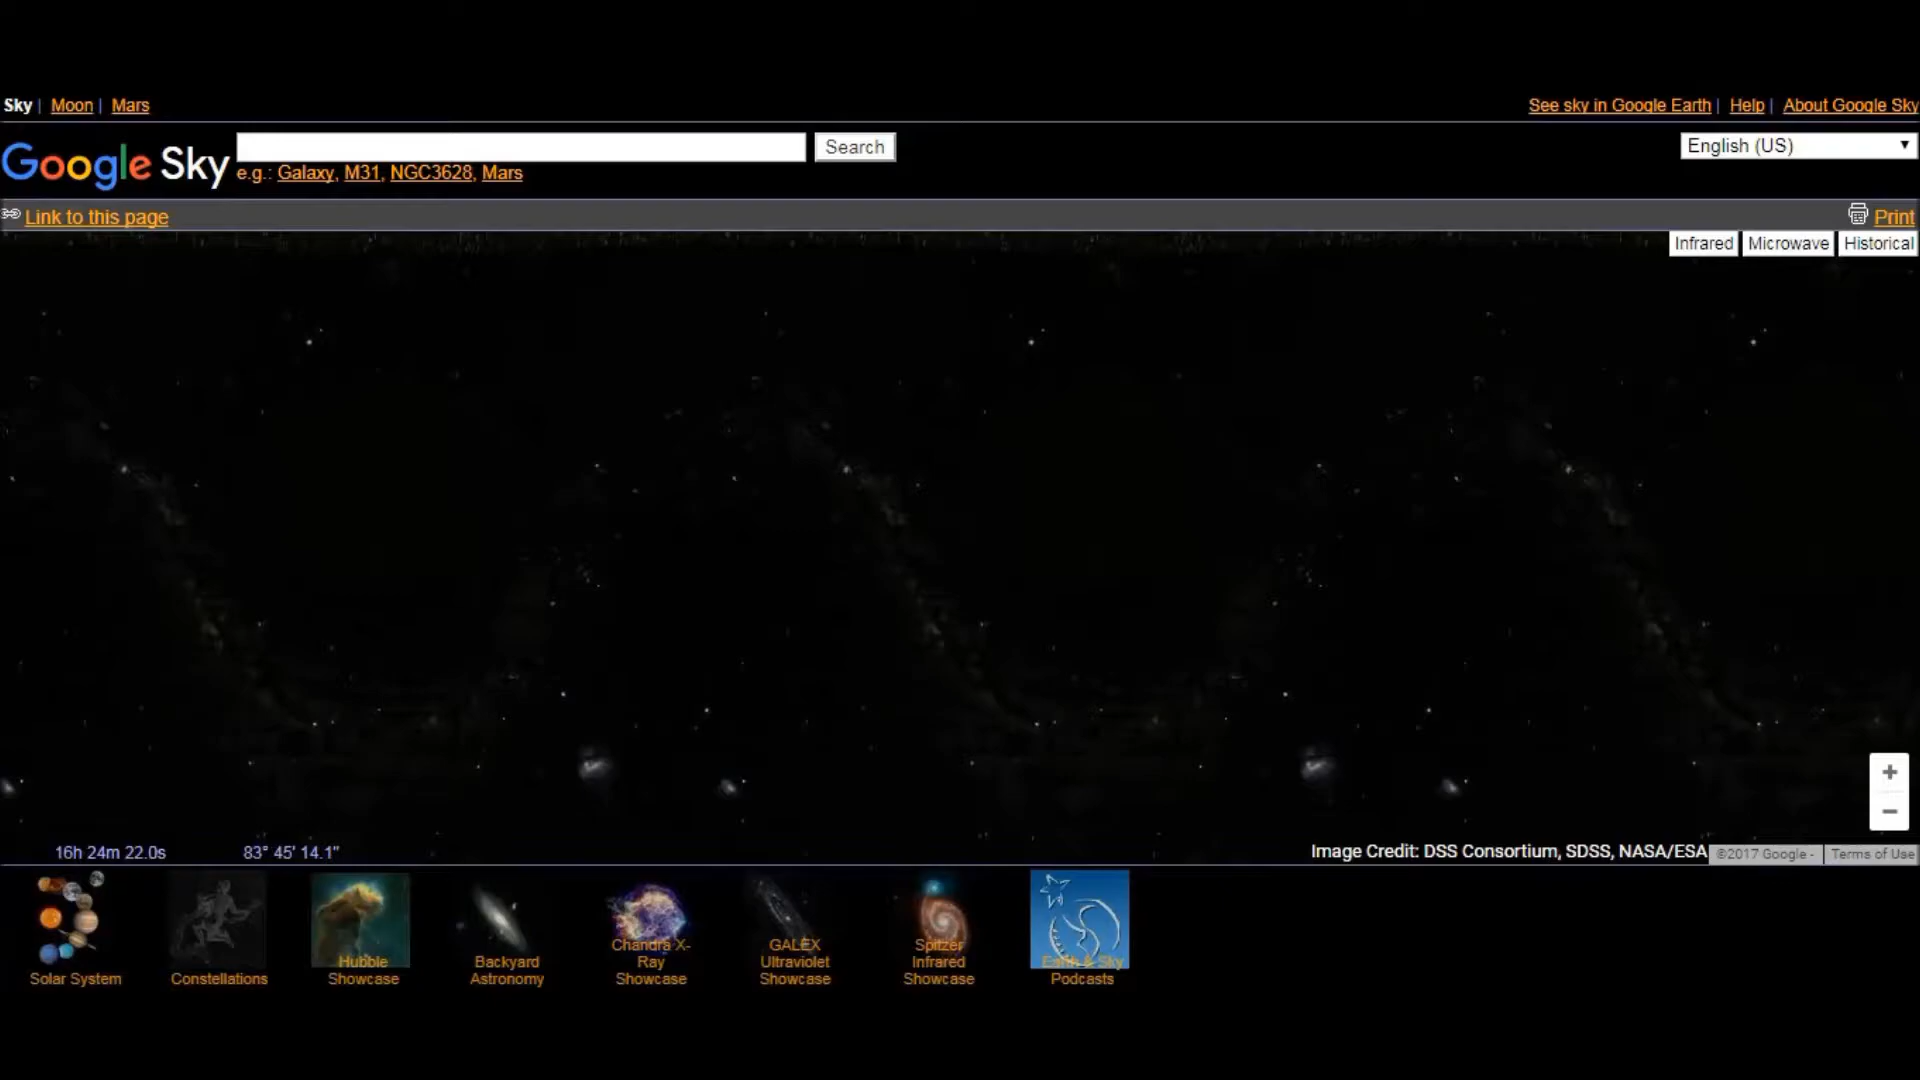 Sky | Moon | Mars
See sky in Google Earth | Help | About Google Sky
Google Sky
Search
English (US)
e.g.: Galaxy, M31, NGC3628, Mars
Link to this page
Print
Infrared
Microwave
Historical
16h 24m 22.0s
83° 45' 14.1"
Image Credit: DSS Consortium, SDSS, NASA/ESA
©2017 Google -
Terms of Use
Solar System
Constellations
Hubble
Showcase
Backyard
Astronomy
Chandra X-
Ray
Showcase
GALEX
Ultraviolet
Showcase
Spitzer
Infrared
Showcase
Earth & Sky
Podcasts